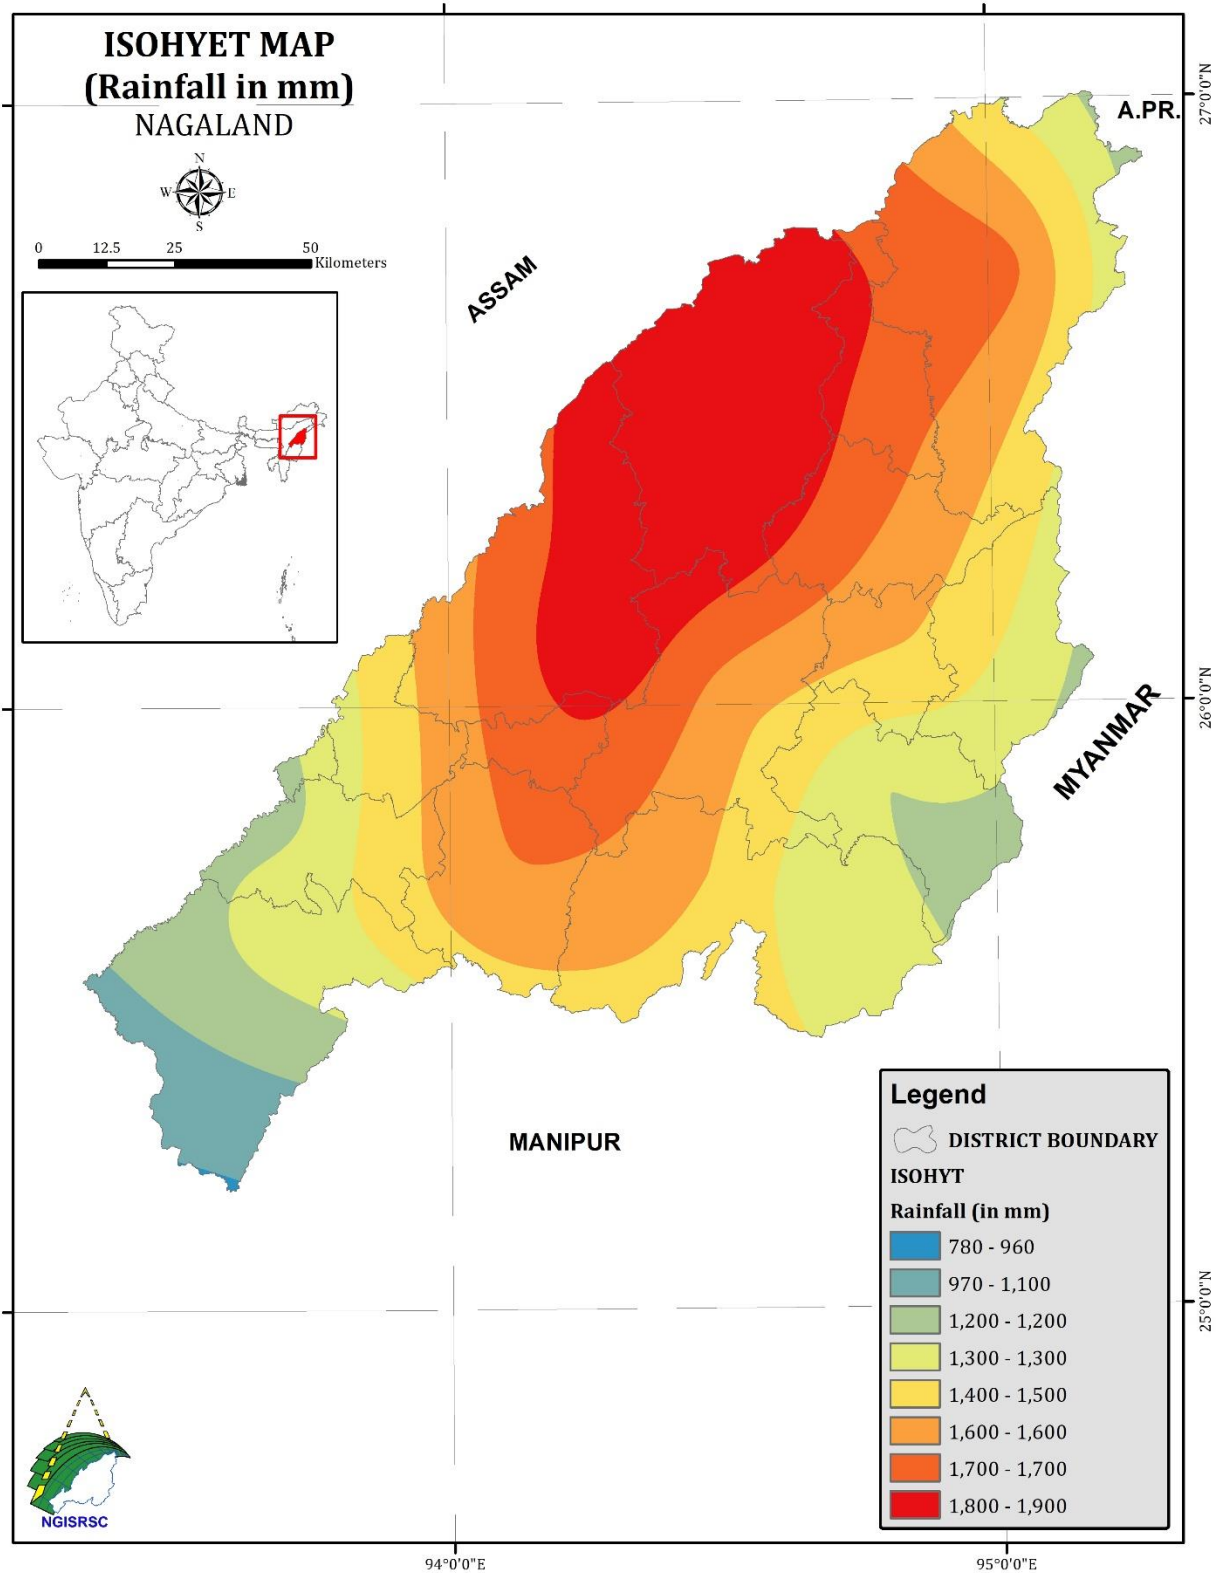 ISOHYET MAP
(Rainfall in mm)
NAGALAND
N
W E
S
0 12.5 25 50
Kilometers
A.PR.
27°0'0"N
ASSAM
26°0'0"N
MYANMAR
MANIPUR
25°0'0"N
Legend
DISTRICT BOUNDARY
ISOHYT
Rainfall (in mm)
780 - 960
970 - 1,100
1,200 - 1,200
1,300 - 1,300
1,400 - 1,500
1,600 - 1,600
1,700 - 1,700
1,800 - 1,900
NGISRSC
94°0'0"E
95°0'0"E